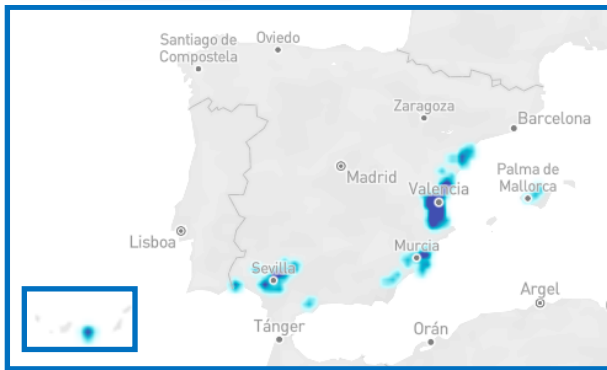 Santiago de
Compostela
Oviedo
Zaragoza
Barcelona
Madrid
Palma de
Mallorca
Valencia
Lisboa
Murcia
Sevilla
Argel
Tánger
Orán